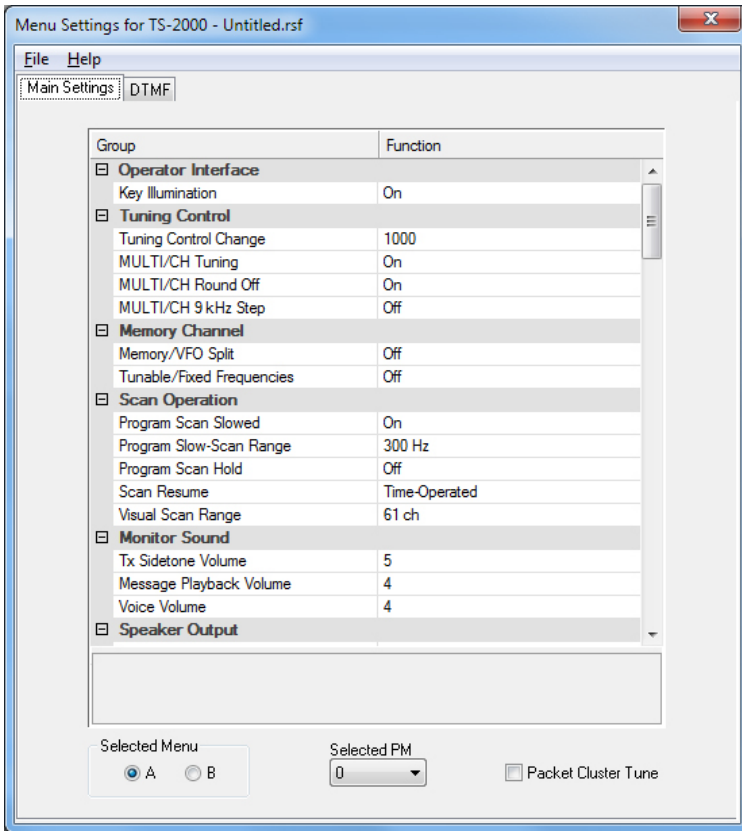 Menu Settings for TS-2000 - Untitled.rsf
File Help
Main Settings DTMF
Group Function
Operator Interface
Key Illumination On
Tuning Control
Tuning Control Change 1000
MULTI/CH Tuning On
MULTI/CH Round Off On
MULTI/CH 9 kHz Step Off
Memory Channel
Memory/VFO Split Off
Tunable/Fixed Frequencies Off
Scan Operation
Program Scan Slowed On
Program Slow-Scan Range 300 Hz
Program Scan Hold Off
Scan Resume Time-Operated
Visual Scan Range 61 ch
Monitor Sound
Tx Sidetone Volume 5
Message Playback Volume 4
Voice Volume 4
Speaker Output
Selected Menu
A B
Selected PM
0
Packet Cluster Tune